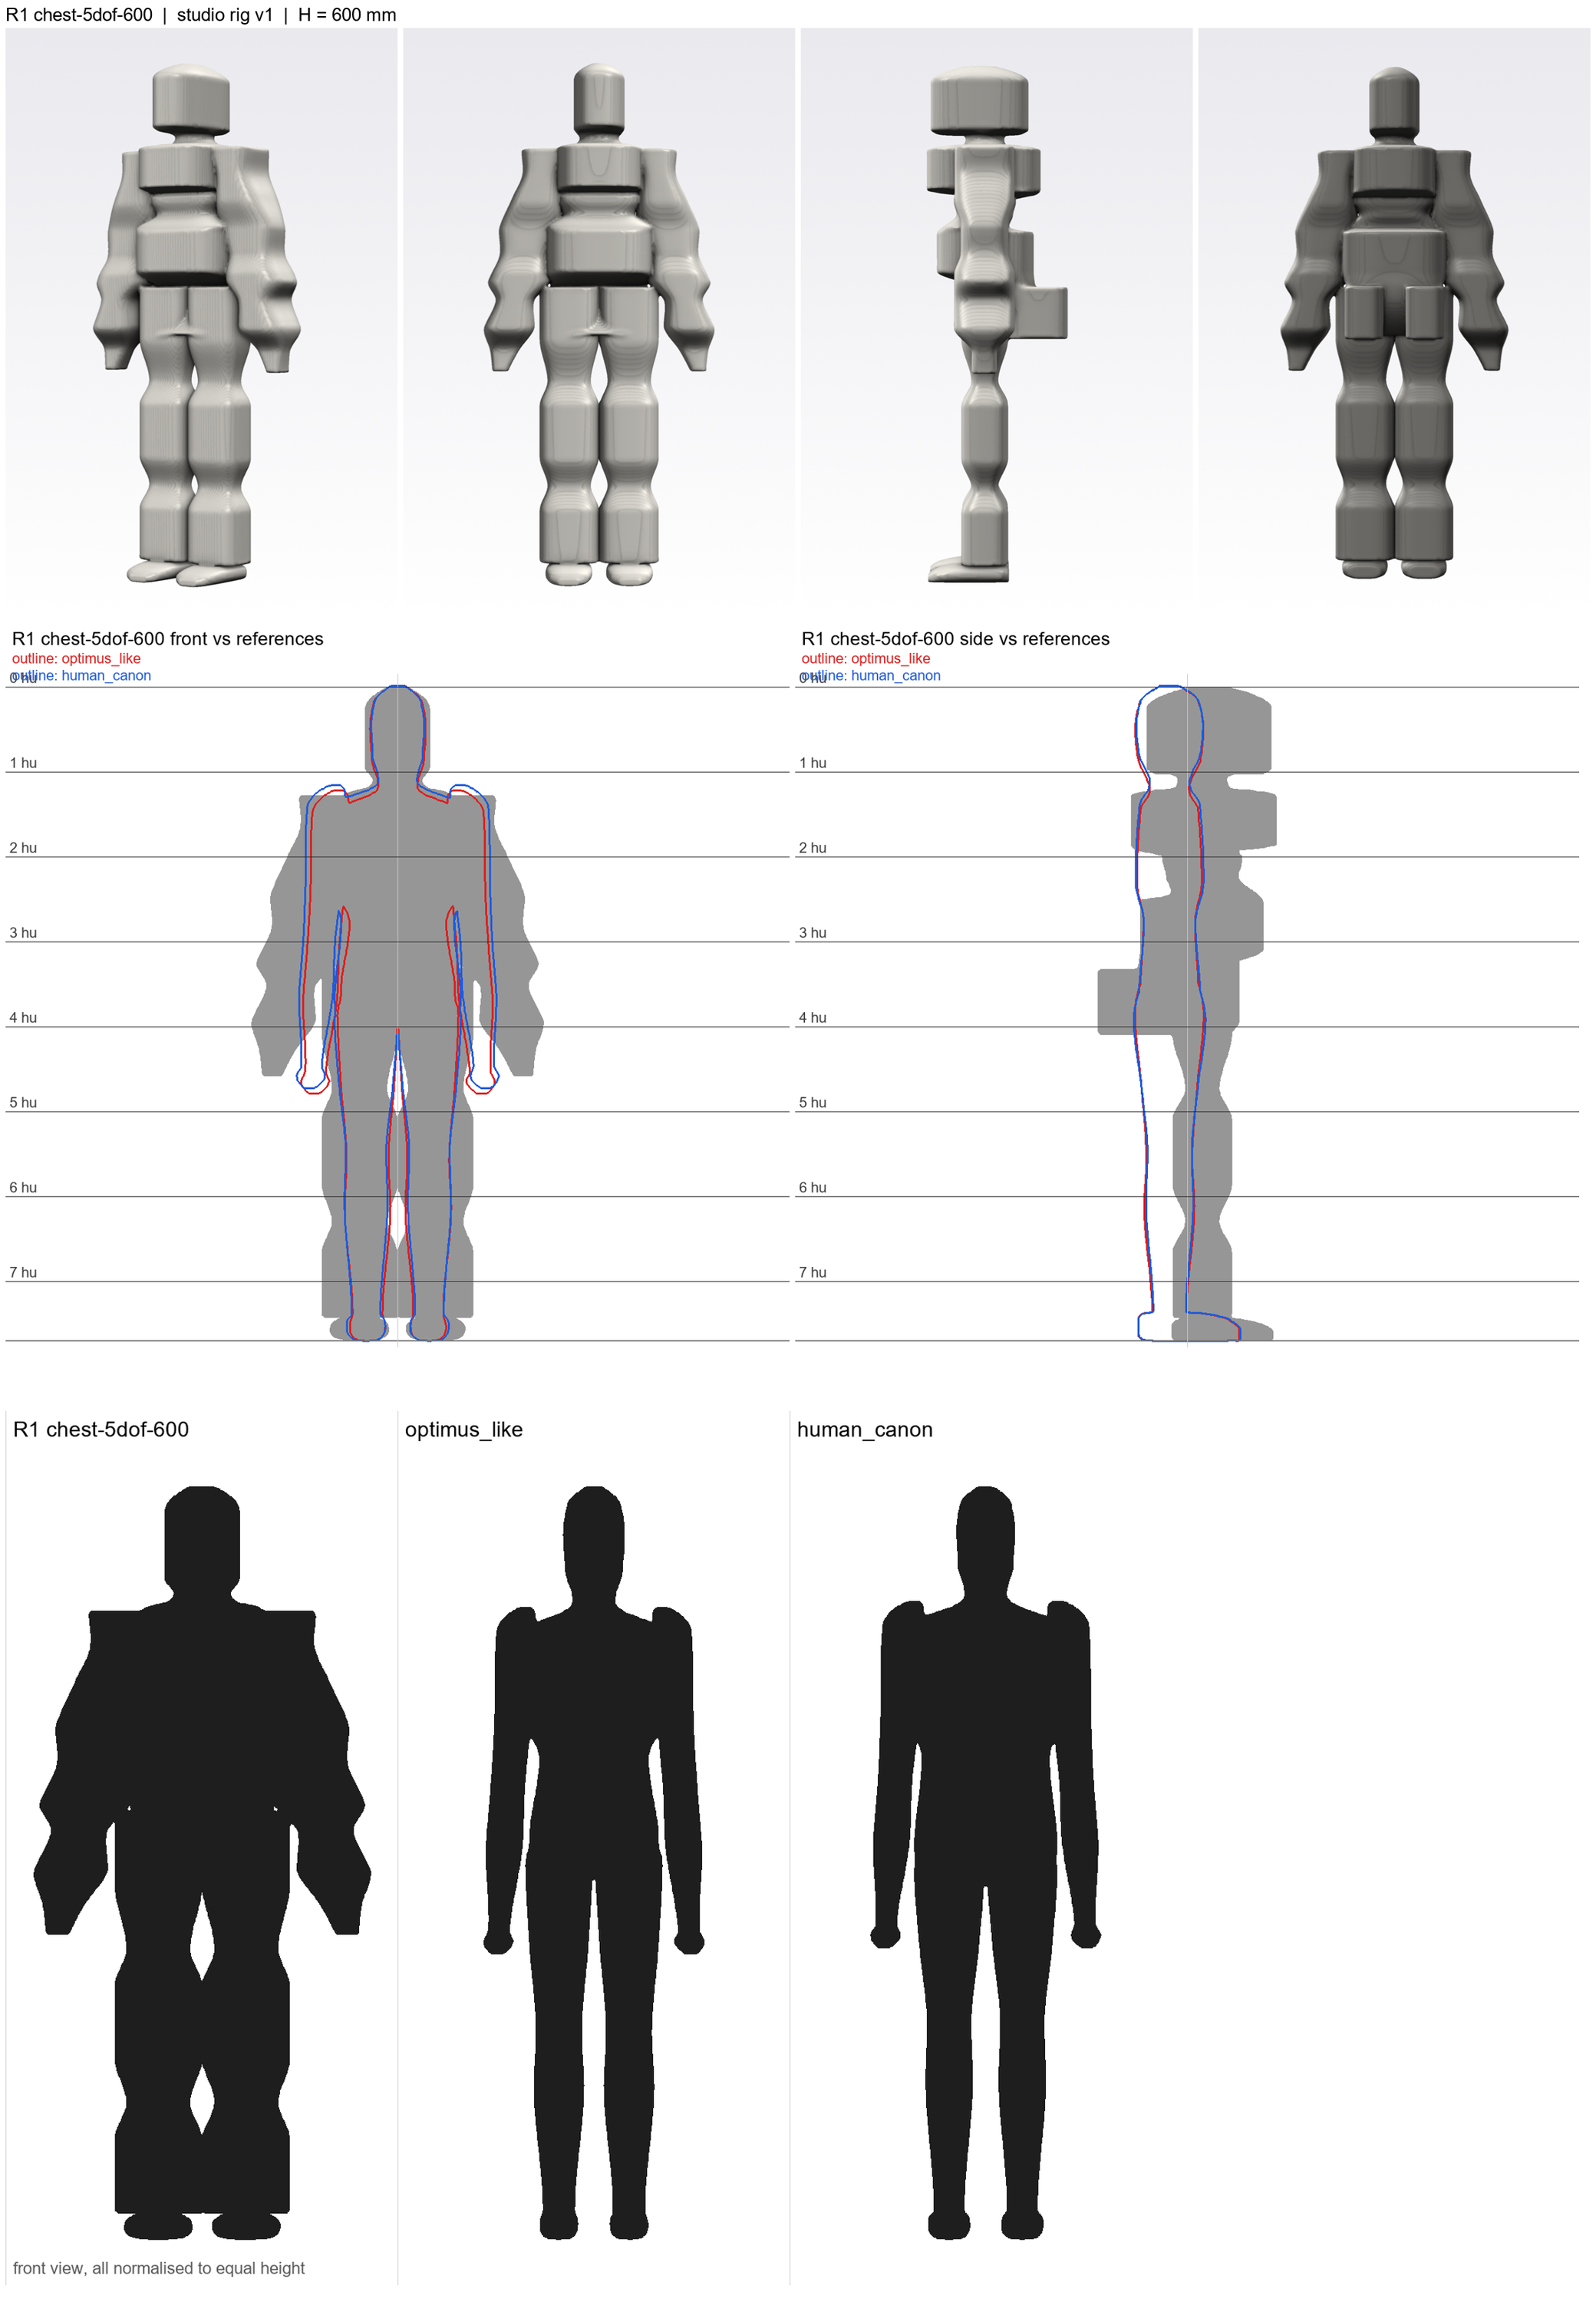 R1 chest-5dof-600 | studio rig v1 | H = 600 mm
R1 chest-5dof-600 front vs references
outline: optimus_like
outline: human_canon
0 hu
1 hu
2 hu
3 hu
4 hu
5 hu
6 hu
7 hu
R1 chest-5dof-600 side vs references
outline: optimus_like
outline: human_canon
0 hu
1 hu
2 hu
3 hu
4 hu
5 hu
6 hu
7 hu
R1 chest-5dof-600
optimus_like
human_canon
front view, all normalised to equal height